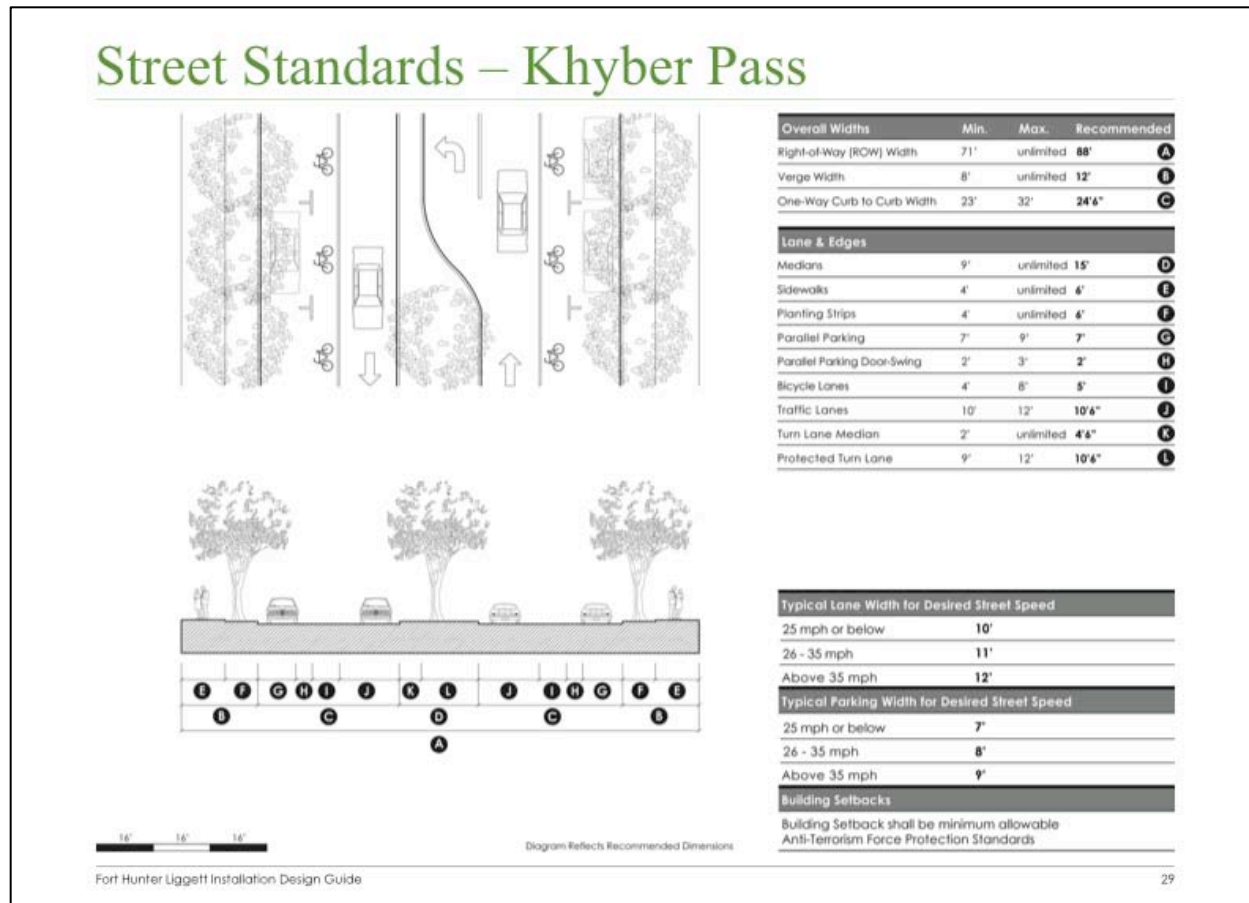 Street Standards – Khyber Pass
Overall Widths Min. Max. Recommended
Right-of-Way (ROW) Width 71' unlimited 88' A
Verge Width 8' unlimited 12' B
One-Way Curb to Curb Width 23' 32' 24'6" C
Lane & Edges
Medians 9' unlimited 15' D
Sidewalks 4' unlimited 6' E
Planting Strips 4' unlimited 6' F
Parallel Parking 7' 9' 7' G
Parallel Parking Door-Swing 2' 3' 2' H
Bicycle Lanes 4' 8' 5' I
Traffic Lanes 10' 12' 10'6" J
Turn Lane Median 2' unlimited 4'6" K
Protected Turn Lane 9' 12' 10'6" L
E F G H I J K L J I H G F E
B C D C B
A
Typical Lane Width for Desired Street Speed
25 mph or below 10'
26 - 35 mph 11'
Above 35 mph 12'
Typical Parking Width for Desired Street Speed
25 mph or below 7'
26 - 35 mph 8'
Above 35 mph 9'
Building Setbacks
Building Setback shall be minimum allowable
Anti-Terrorism Force Protection Standards
16' 16' 16'
Diagram Reflects Recommended Dimensions
Fort Hunter Liggett Installation Design Guide 29